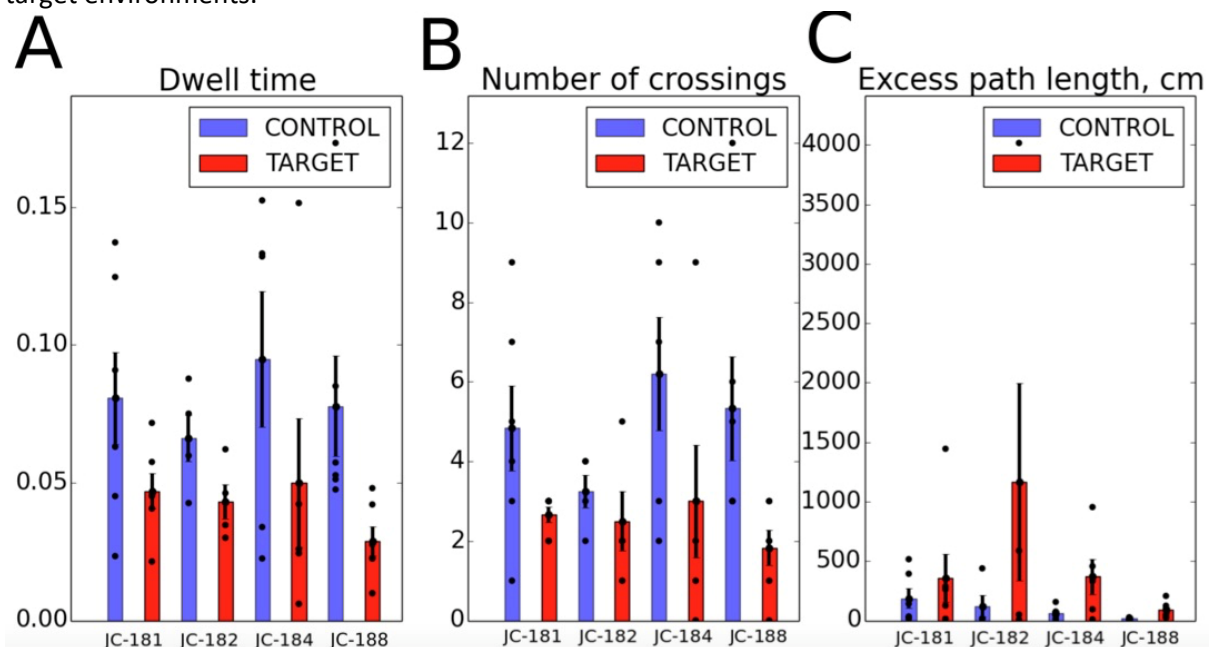 target environments.
A
Dwell time
CONTROL
TARGET
0.15
0.10
0.05
0.00
JC-181 JC-182 JC-184 JC-188
B
Number of crossings
CONTROL
TARGET
12
10
8
6
4
2
0
JC-181 JC-182 JC-184 JC-188
C
Excess path length, cm
CONTROL
TARGET
4000
3500
3000
2500
2000
1500
1000
500
0
JC-181 JC-182 JC-184 JC-188